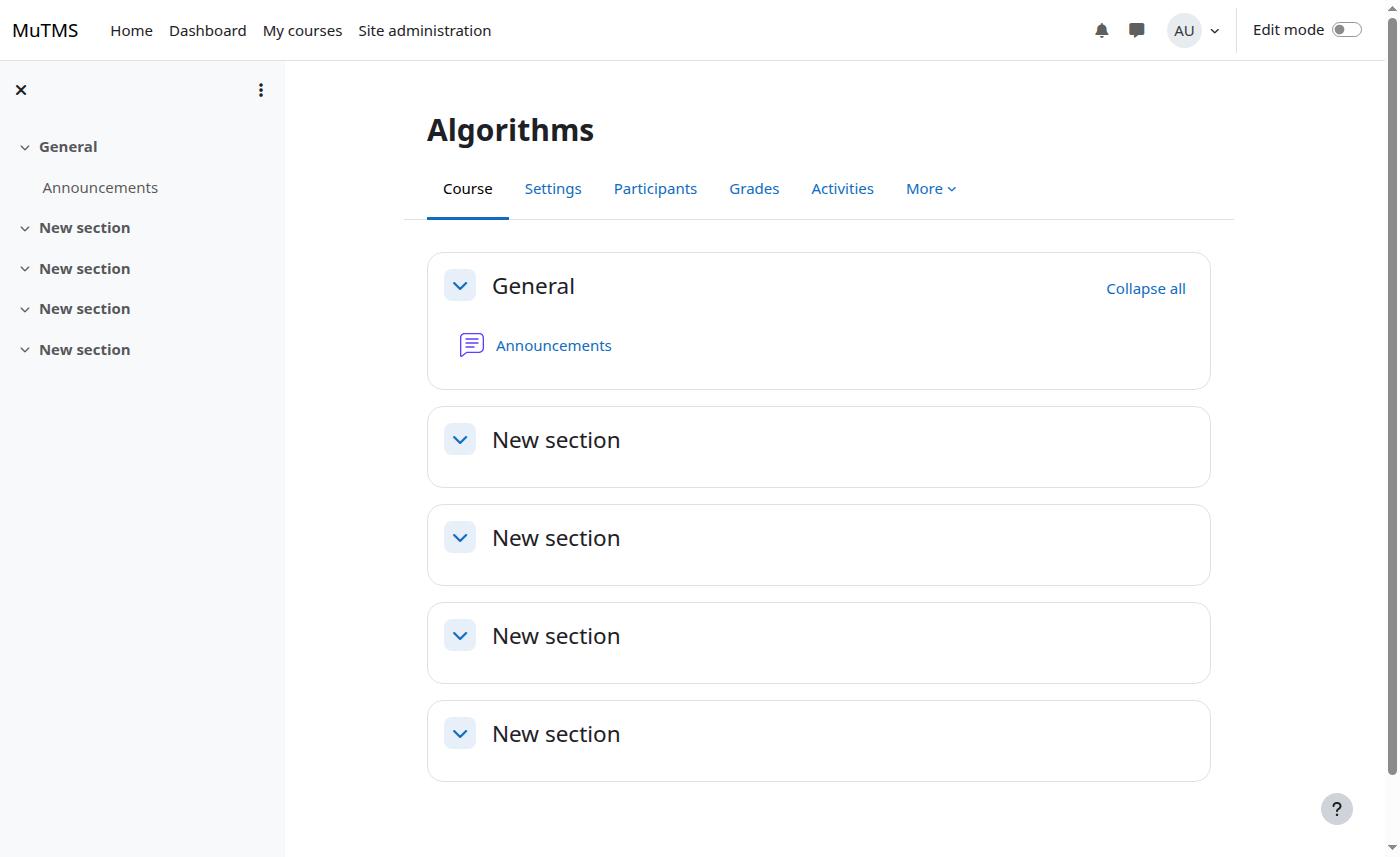 MuTMS Home Dashboard My courses Site administration AU Edit mode
General
Announcements
New section
New section
New section
New section
Algorithms
Course Settings Participants Grades Activities More
General Collapse all
Announcements
New section
New section
New section
New section
?